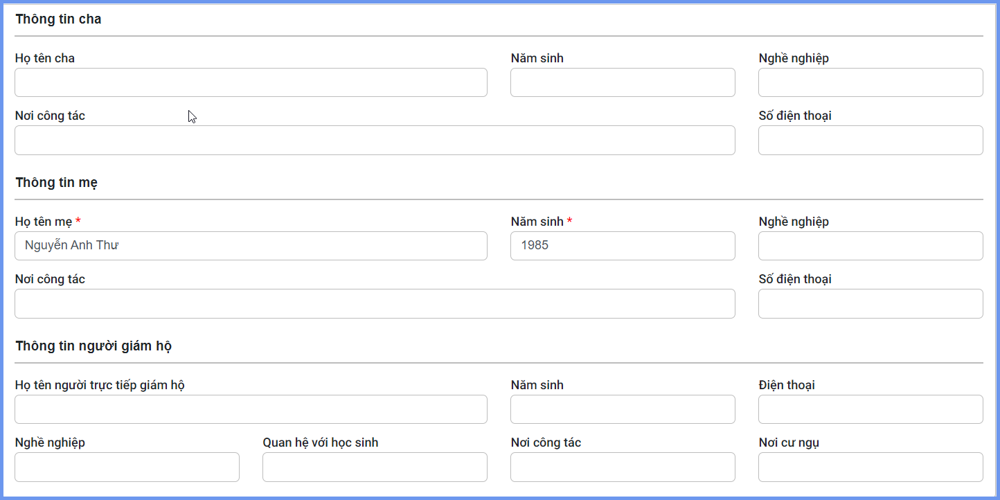 Thông tin cha
Họ tên cha Năm sinh Nghề nghiệp
Nơi công tác Số điện thoại
Thông tin mẹ
Họ tên mẹ * Năm sinh * Nghề nghiệp
Nguyễn Anh Thư 1985
Nơi công tác Số điện thoại
Thông tin người giám hộ
Họ tên người trực tiếp giám hộ Năm sinh Điện thoại
Nghề nghiệp Quan hệ với học sinh Nơi công tác Nơi cư ngụ